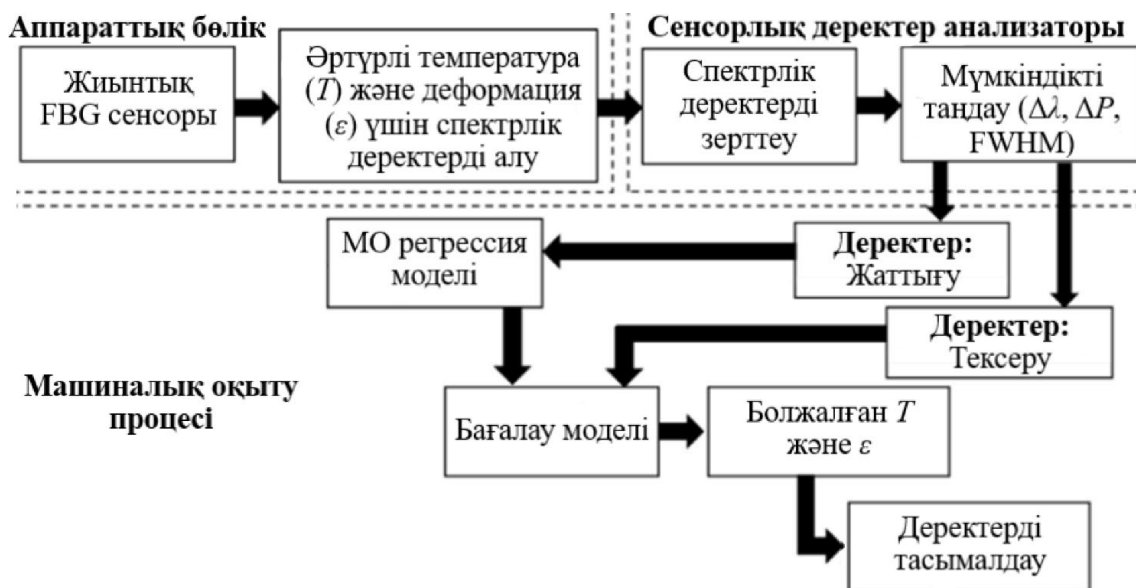 Аппараттық бөлік
Жиынтық
FBG сенсоры
Әртүрлі температура
(T) және деформация
(ε) үшін спектрлік
деректерді алу
Сенсорлық деректер анализаторы
Спектрлік
деректерді
зерттеу
Мүмкіндікті
таңдау (Δλ, ΔP,
FWHM)
МО регрессия
моделі
Деректер:
Жаттығу
Деректер:
Тексеру
Машиналық оқыту
процесі
Бағалау моделі
Болжалған T
және ε
Деректерді
тасымалдау